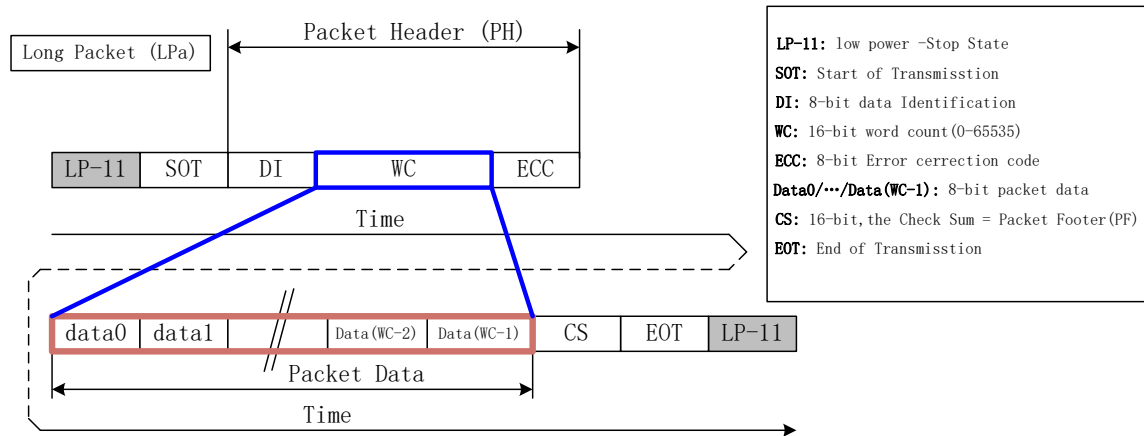 Packet Header (PH)
Long Packet (LPa)
LP-11 SOT DI WC ECC
Time
data0 data1 Data(WC-2) Data(WC-1) CS EOT LP-11
Packet Data
Time
LP-11: low power -Stop State
SOT: Start of Transmisstion
DI: 8-bit data Identification
WC: 16-bit word count(0-65535)
ECC: 8-bit Error cerrection code
Data0/…/Data(WC-1): 8-bit packet data
CS: 16-bit,the Check Sum = Packet Footer(PF)
EOT: End of Transmisstion